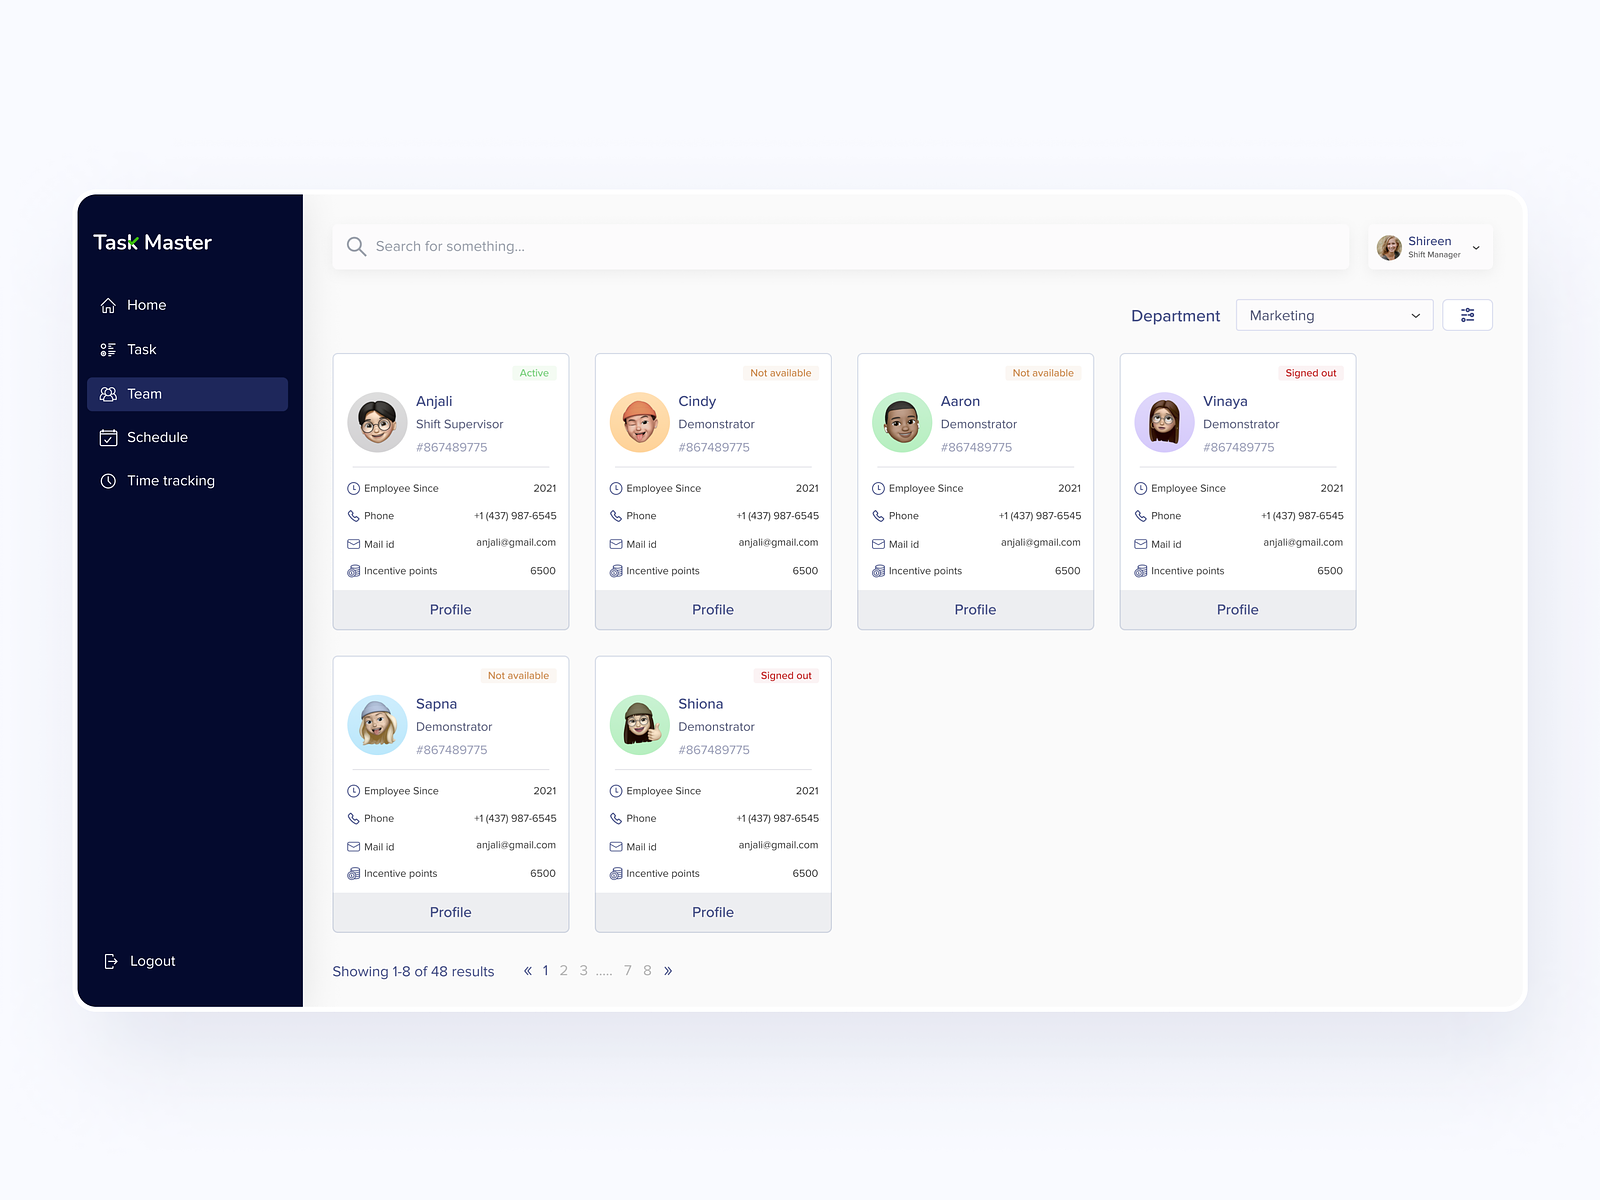 Task Master
Home
Task
Team
Schedule
Time tracking
Logout
Search for something...
Shireen
Shift Manager
Department
Marketing
Active
Anjali
Shift Supervisor
#867489775
Employee Since 2021
Phone +1 (437) 987-6545
Mail id anjali@gmail.com
Incentive points 6500
Profile
Not available
Cindy
Demonstrator
#867489775
Employee Since 2021
Phone +1 (437) 987-6545
Mail id anjali@gmail.com
Incentive points 6500
Profile
Not available
Aaron
Demonstrator
#867489775
Employee Since 2021
Phone +1 (437) 987-6545
Mail id anjali@gmail.com
Incentive points 6500
Profile
Signed out
Vinaya
Demonstrator
#867489775
Employee Since 2021
Phone +1 (437) 987-6545
Mail id anjali@gmail.com
Incentive points 6500
Profile
Not available
Sapna
Demonstrator
#867489775
Employee Since 2021
Phone +1 (437) 987-6545
Mail id anjali@gmail.com
Incentive points 6500
Profile
Signed out
Shiona
Demonstrator
#867489775
Employee Since 2021
Phone +1 (437) 987-6545
Mail id anjali@gmail.com
Incentive points 6500
Profile
Showing 1-8 of 48 results « 1 2 3 ..... 7 8 »